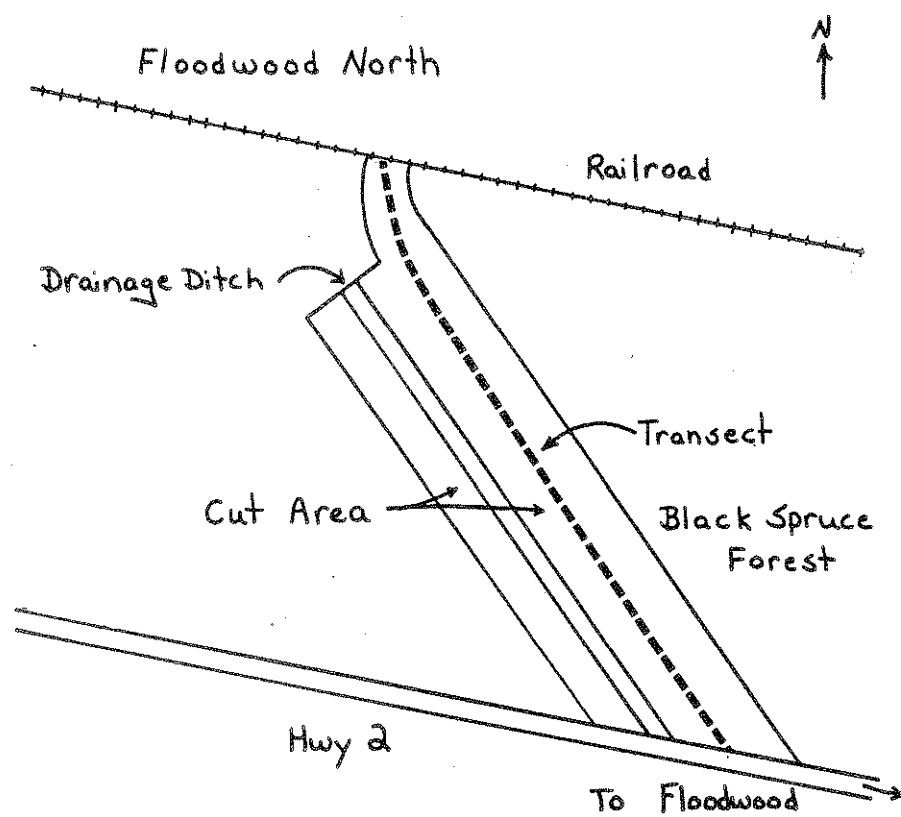 N
Floodwood North
Railroad
Drainage Ditch
Transect
Cut Area
Black Spruce
Forest
Hwy 2
To Floodwood